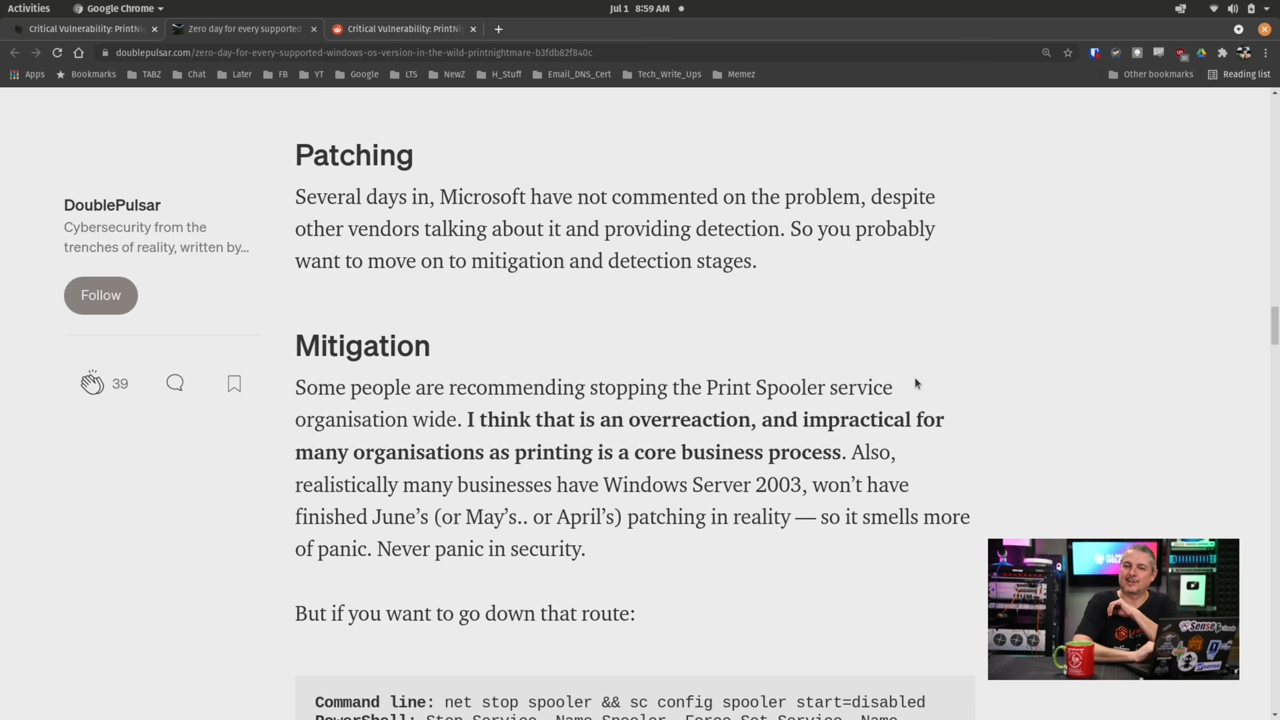 Activities
Google Chrome
Jul 1 8:59 AM
Critical Vulnerability: PrintNi
Zero day for every supported
Critical Vulnerability: PrintNi
doublepulsar.com/zero-day-for-every-supported-windows-os-version-in-the-wild-printnightmare-b3fdb82f840c
Apps
Bookmarks
TABZ
Chat
Later
FB
YT
Google
LTS
NewZ
H_Stuff
Email_DNS_Cert
Tech_Write_Ups
Memez
Other bookmarks
Reading list
DoublePulsar
Cybersecurity from the
trenches of reality, written by...
Follow
39
Patching
Several days in, Microsoft have not commented on the problem, despite
other vendors talking about it and providing detection. So you probably
want to move on to mitigation and detection stages.
Mitigation
Some people are recommending stopping the Print Spooler service
organisation wide. I think that is an overreaction, and impractical for
many organisations as printing is a core business process. Also,
realistically many businesses have Windows Server 2003, won't have
finished June's (or May's.. or April's) patching in reality — so it smells more
of panic. Never panic in security.
But if you want to go down that route:
Command line: net stop spooler && sc config spooler start=disabled
PowerShell: Stop-Service -Name Spooler -Force Set-Service -Name